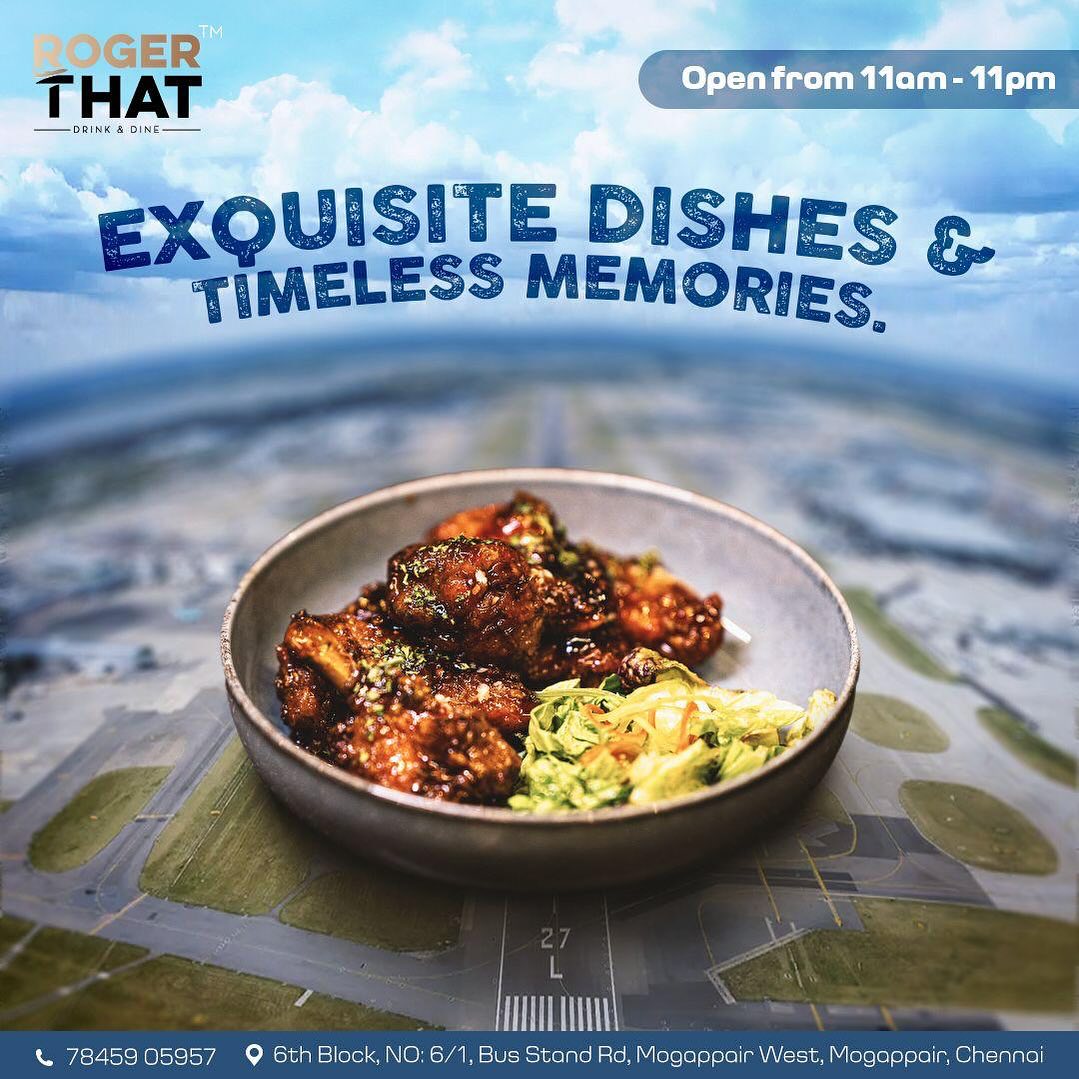 ROGER TM
THAT
DRINK & DINE
Open from 11am - 11pm
EXQUISITE DISHES &
TIMELESS MEMORIES.
27
L
78459 05957
6th Block, NO: 6/1, Bus Stand Rd, Mogappair West, Mogappair, Chennai